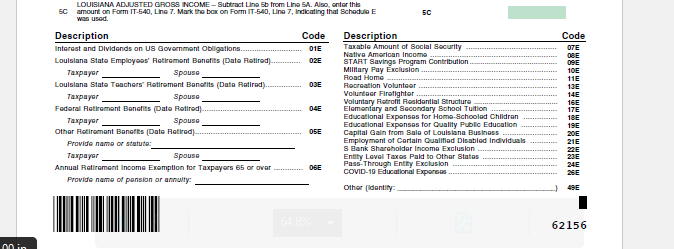 LOUISIANA ADJUSTED GROSS INCOME – Subtract Line 5b from Line 5A. Also, enter this
5C amount on Form IT-540, Line 7. Mark the box on Form IT-540, Line 7, indicating that Schedule E 5C
was used.
Description Code
Interest and Dividends on US Government Obligations 01E
Louisiana State Employees' Retirement Benefits (Date Retired) 02E
Taxpayer Spouse
Louisiana State Teachers' Retirement Benefits (Date Retired) 03E
Taxpayer Spouse
Federal Retirement Benefits (Date Retired) 04E
Taxpayer Spouse
Other Retirement Benefits (Date Retired) 05E
Provide name or statute:
Taxpayer Spouse
Annual Retirement Income Exemption for Taxpayers 65 or over 06E
Provide name of pension or annuity:
Description Code
Taxable Amount of Social Security 07E
Native American Income 08E
START Savings Program Contribution 09E
Military Pay Exclusion 10E
Road Home 11E
Recreation Volunteer 13E
Volunteer Firefighter 14E
Voluntary Retrofit Residential Structure 16E
Elementary and Secondary School Tuition 17E
Educational Expenses for Home-Schooled Children 18E
Educational Expenses for Quality Public Education 19E
Capital Gain from Sale of Louisiana Business 20E
Employment of Certain Qualified Disabled Individuals 21E
S Bank Shareholder Income Exclusion 22E
Entity Level Taxes Paid to Other States 23E
Pass-Through Entity Exclusion 24E
COVID-19 Educational Expenses 26E
Other (Identify: ) 49E
64.8%
62156
.00 in